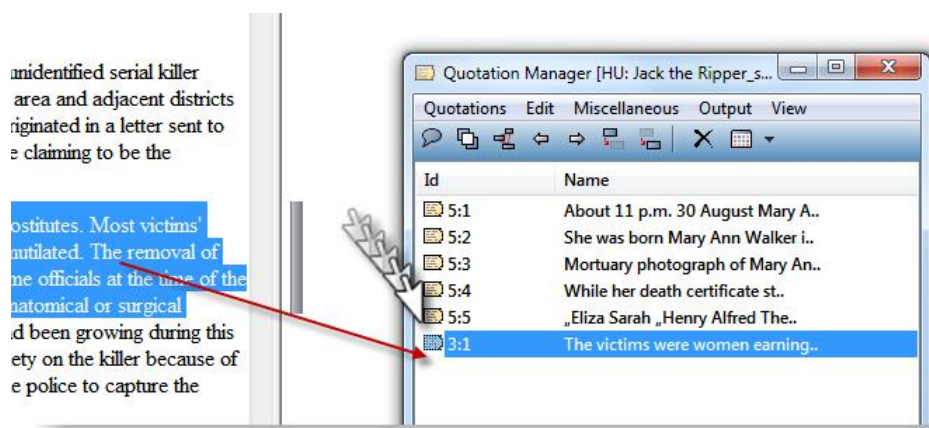 unidentified serial killer
area and adjacent districts
riginated in a letter sent to
e claiming to be the
ostitutes. Most victims'
mutilated. The removal of
me officials at the time of the
natomical or surgical
d been growing during this
ety on the killer because of
e police to capture the
Quotation Manager [HU: Jack the Ripper_s...
Quotations Edit Miscellaneous Output View
Id Name
5:1 About 11 p.m. 30 August Mary A..
5:2 She was born Mary Ann Walker i..
5:3 Mortuary photograph of Mary An..
5:4 While her death certificate st..
5:5 „Eliza Sarah „Henry Alfred The..
3:1 The victims were women earning..